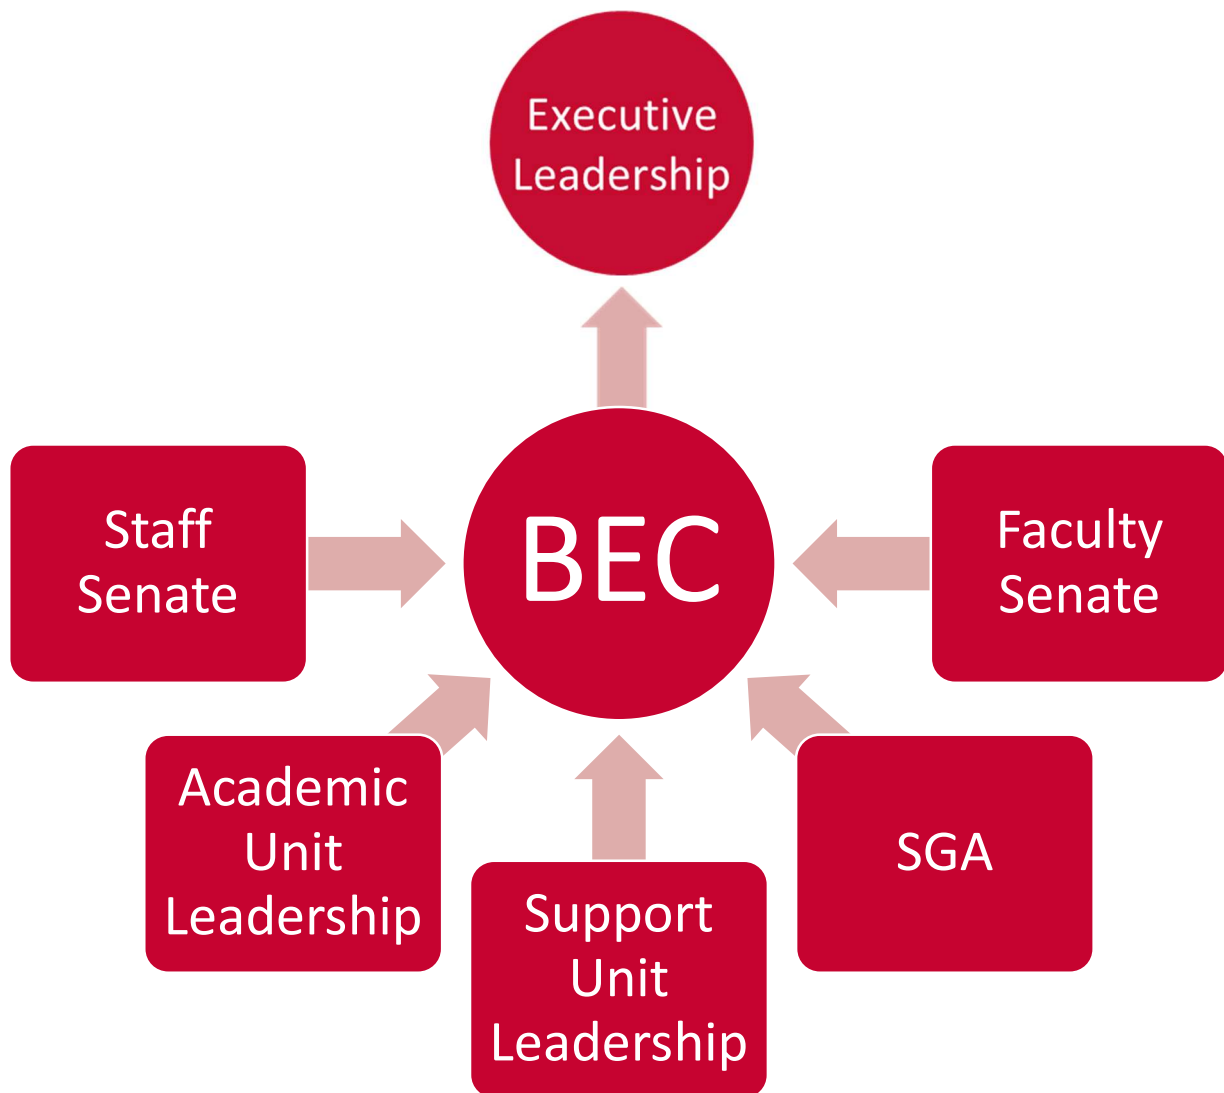 Executive
Leadership
BEC
Staff
Senate
Faculty
Senate
Academic
Unit
Leadership
Support
Unit
Leadership
SGA